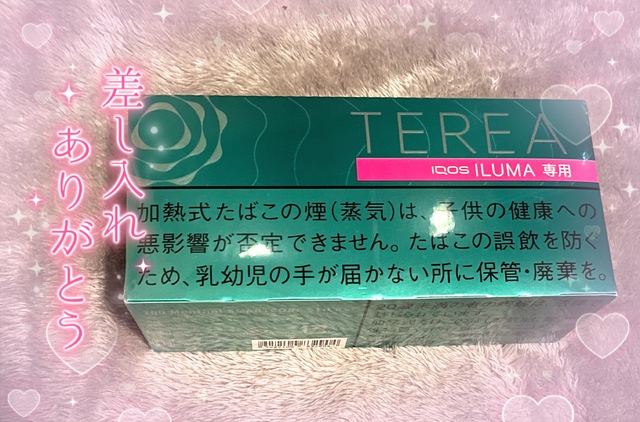 差し入れ
ありがとう
TEREA
IQOS ILUMA 専用
加熱式たばこの煙(蒸気)は、子供の健康への
悪影響が否定できません。たばこの誤飲を防ぐ
ため、乳幼児の手が届かない所に保管・廃棄を。